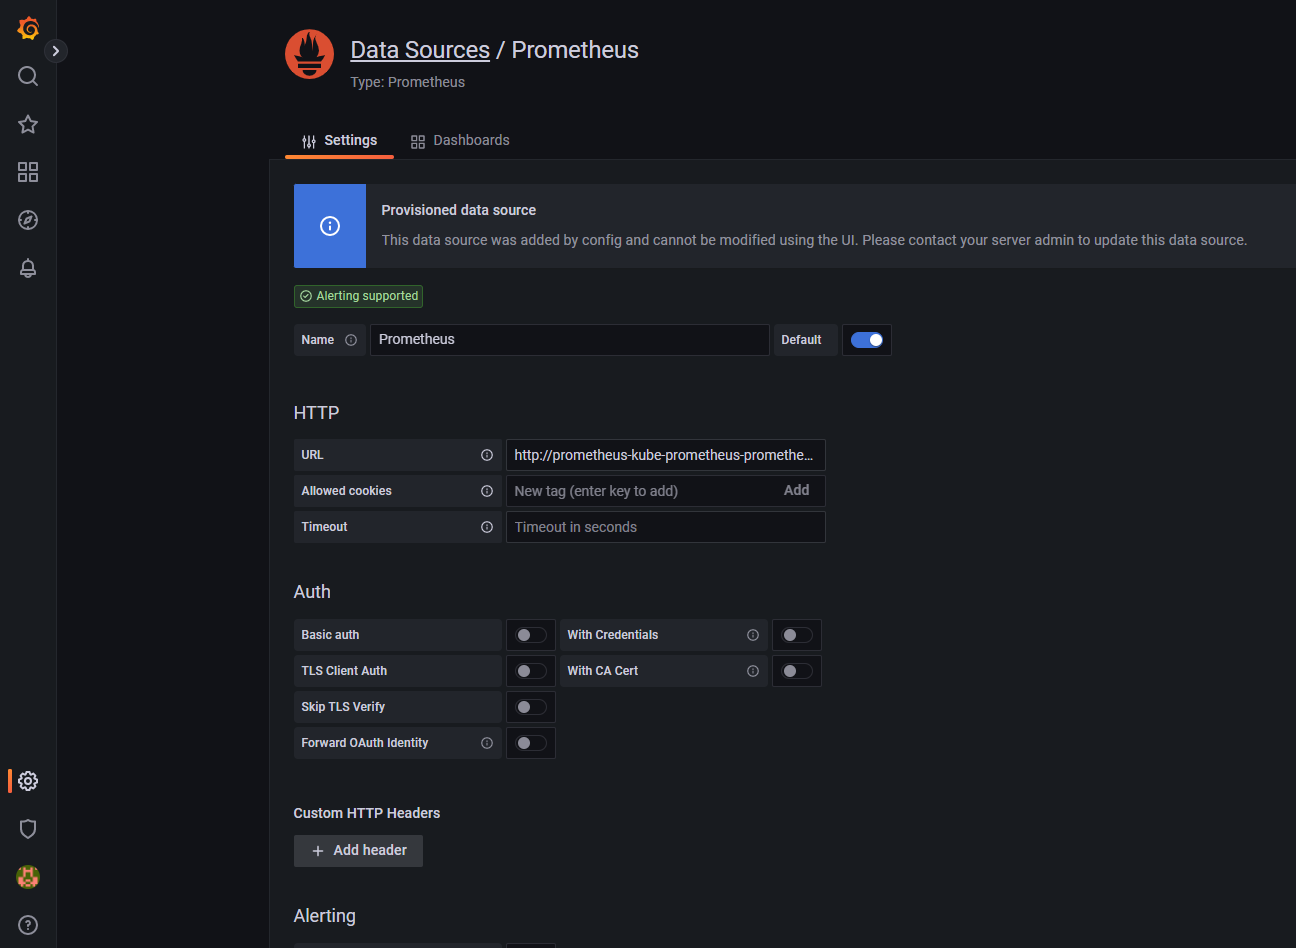 Data Sources / Prometheus
Type: Prometheus
Settings
Dashboards
Provisioned data source
This data source was added by config and cannot be modified using the UI. Please contact your server admin to update this data source.
Alerting supported
Name
Prometheus
Default
HTTP
URL
http://prometheus-kube-prometheus-promethe...
Allowed cookies
New tag (enter key to add)
Add
Timeout
Timeout in seconds
Auth
Basic auth
With Credentials
TLS Client Auth
With CA Cert
Skip TLS Verify
Forward OAuth Identity
Custom HTTP Headers
+ Add header
Alerting